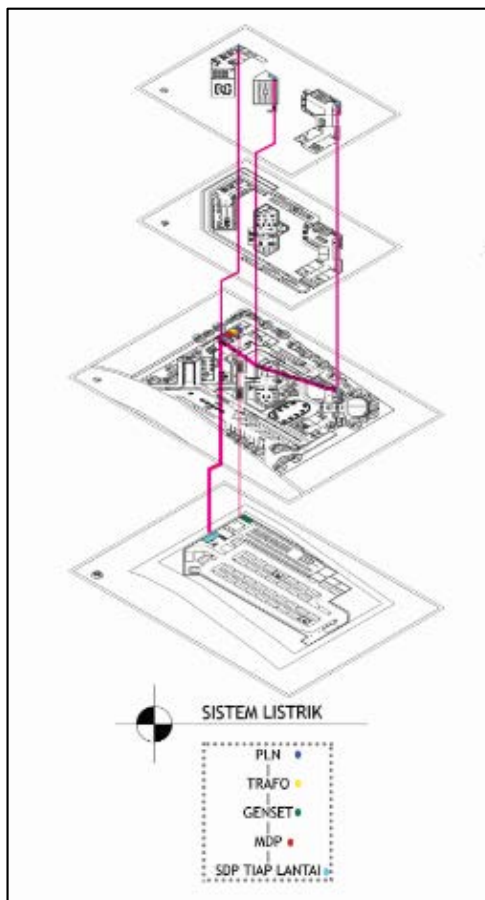 SISTEM LISTRIK
PLN
TRAFO
GENSET
MDP
SDP TIAP LANTAI